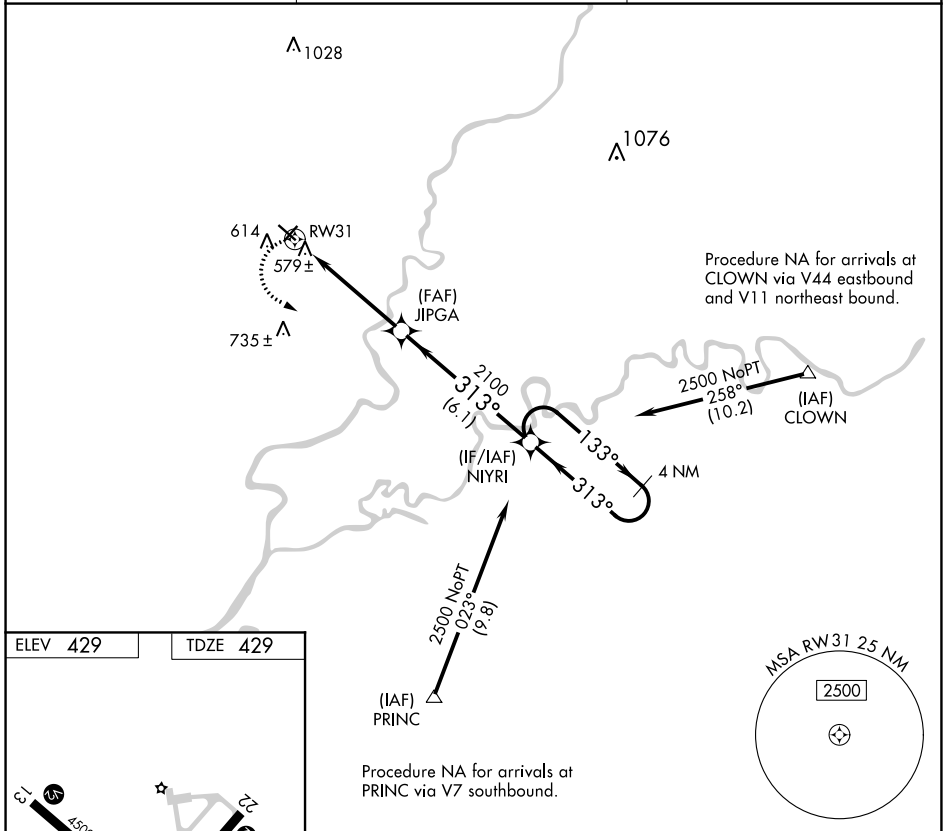 1028
1076
614
RW31
579±
735±
Procedure NA for arrivals at
CLOWN via V44 eastbound
and V11 northeast bound.
(FAF)
JIPGA
2100
313°
(6.1)
2500 NoPT
258°
(10.2)
(IAF)
CLOWN
(IF/IAF)
NIYRI
133°
313°
4 NM
2500 NoPT
023°
(9.8)
(IAF)
PRINC
Procedure NA for arrivals at
PRINC via V7 southbound.
MSA RW31 25 NM
2500
ELEV 429
TDZE 429
13
22